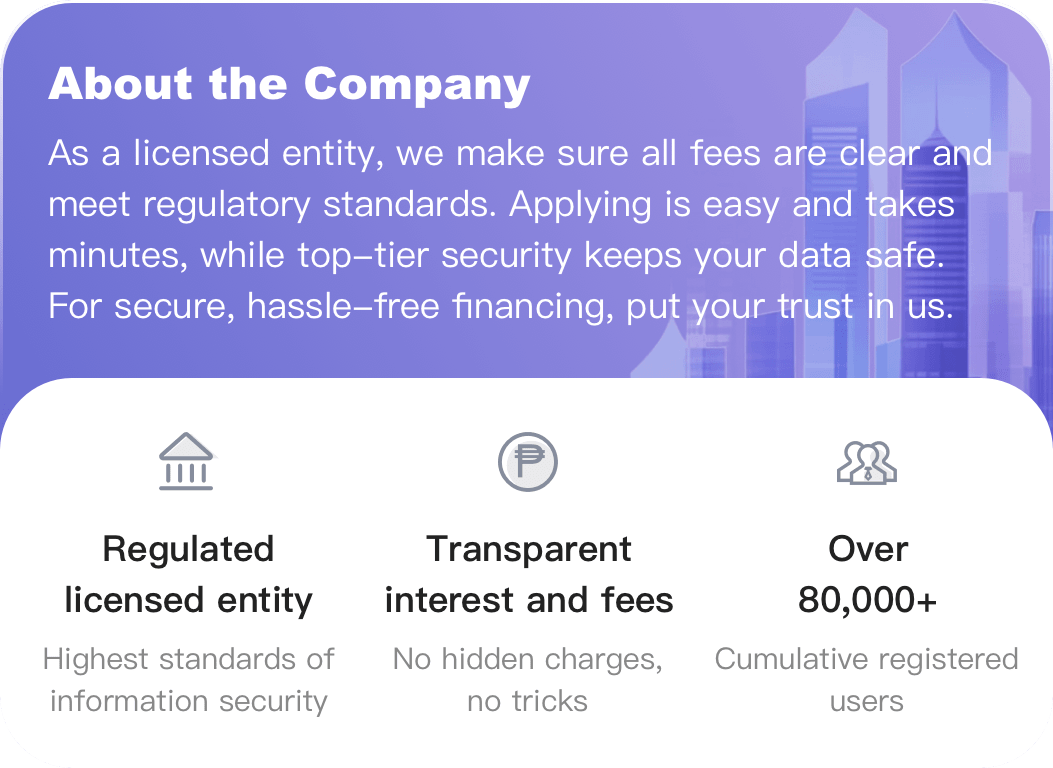 About the Company
As a licensed entity, we make sure all fees are clear and
meet regulatory standards. Applying is easy and takes
minutes, while top–tier security keeps your data safe.
For secure, hassle–free financing, put your trust in us.
Regulated
licensed entity
Highest standards of
information security
Transparent
interest and fees
No hidden charges,
no tricks
Over
80,000+
Cumulative registered
users